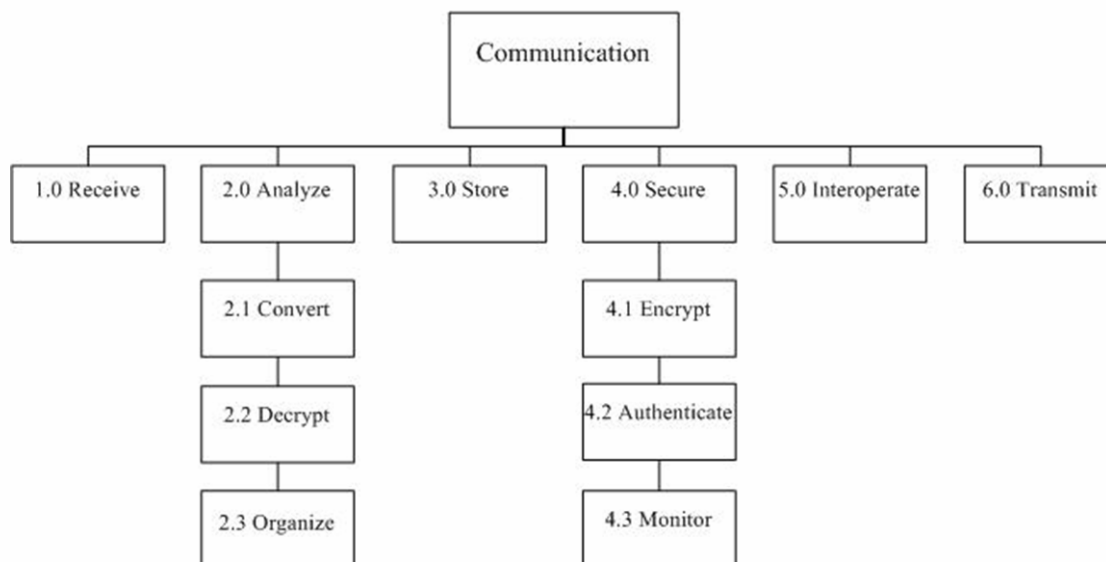 Communication
1.0 Receive
2.0 Analyze
3.0 Store
4.0 Secure
5.0 Interoperate
6.0 Transmit
2.1 Convert
4.1 Encrypt
2.2 Decrypt
4.2 Authenticate
2.3 Organize
4.3 Monitor